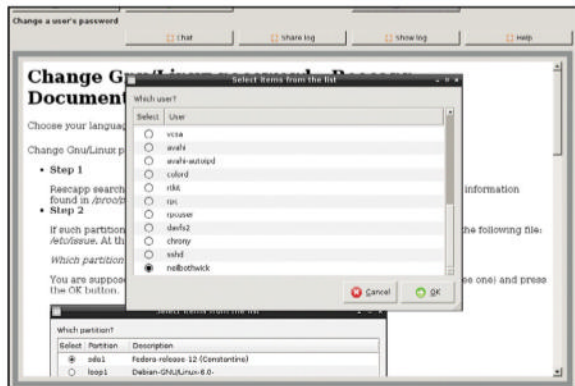 Change a user's password
Chat
Share log
Show log
Help
Change Gnu/Linux
Document
Select items from the list
Which user?
Select User
vcsa
avahi
avahi-autoipd
colord
rtkit
rpc
rpcuser
davfs2
chrony
sshd
neilbothwick
Cancel
OK
Choose your languag
Change Gnu/Linux p
• Step 1
Rescapp search
information
found in /proc/p
• Step 2
If such partition
the following file:
/etc/issue. At th
Which partition
You are suppose
one) and press
the OK button.
Select items from the list
Which partition?
Select Partition Description
sda1 Fedora-release-12 (Constantine)
loop1 Debian-GNU/Linux-6.0-